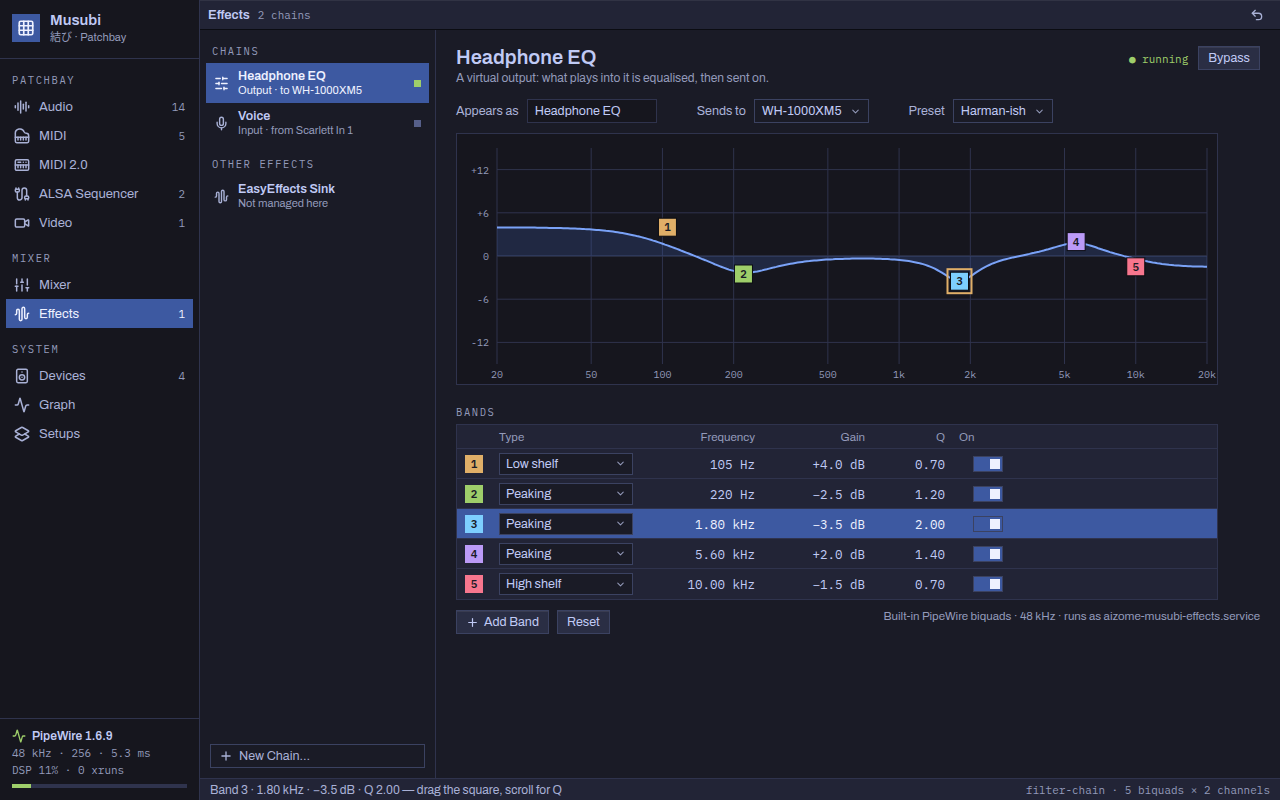 Musubi
結び · Patchbay
PATCHBAY
Audio 14
MIDI 5
MIDI 2.0
ALSA Sequencer 2
Video 1
MIXER
Mixer
Effects 1
SYSTEM
Devices 4
Graph
Setups
PipeWire 1.6.9
48 kHz · 256 · 5.3 ms
DSP 11% · 0 xruns
Effects 2 chains
CHAINS
Headphone EQ
Output · to WH-1000XM5
Voice
Input · from Scarlett In 1
OTHER EFFECTS
EasyEffects Sink
Not managed here
New Chain...
Headphone EQ
A virtual output: what plays into it is equalised, then sent on.
running
Bypass
Appears as Headphone EQ Sends to WH-1000XM5 Preset Harman-ish
+12
+6
0
-6
-12
1
2
3
4
5
20 50 100 200 500 1k 2k 5k 10k 20k
BANDS
Type Frequency Gain Q On
1 Low shelf 105 Hz +4.0 dB 0.70
2 Peaking 220 Hz −2.5 dB 1.20
3 Peaking 1.80 kHz −3.5 dB 2.00
4 Peaking 5.60 kHz +2.0 dB 1.40
5 High shelf 10.00 kHz −1.5 dB 0.70
Add Band Reset
Built-in PipeWire biquads · 48 kHz · runs as aizome-musubi-effects.service
Band 3 · 1.80 kHz · −3.5 dB · Q 2.00 — drag the square, scroll for Q
filter-chain · 5 biquads × 2 channels